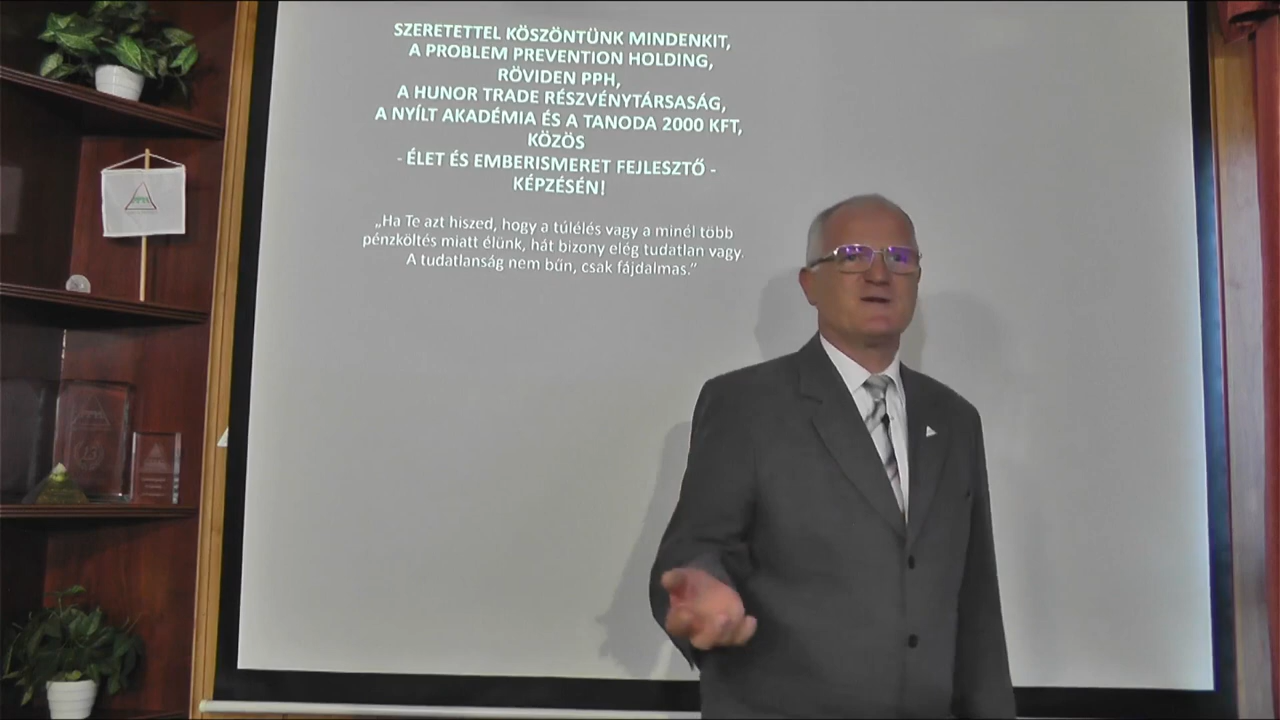 SZERETETTEL KÖSZÖNTÜNK MINDENKIT,
A PROBLEM PREVENTION HOLDING,
RÖVIDEN PPH,
A HUNOR TRADE RÉSZVÉNYTÁRSASÁG,
A NYÍLT AKADÉMIA ÉS A TANODA 2000 KFT,
KÖZÖS
- ÉLET ÉS EMBERISMERET FEJLESZTŐ -
KÉPZÉSÉN!
„Ha Te azt hiszed, hogy a túlélés vagy a minél több
pénzköltés miatt élünk, hát bizony elég tudatlan vagy.
A tudatlanság nem bűn, csak fájdalmas.”
13